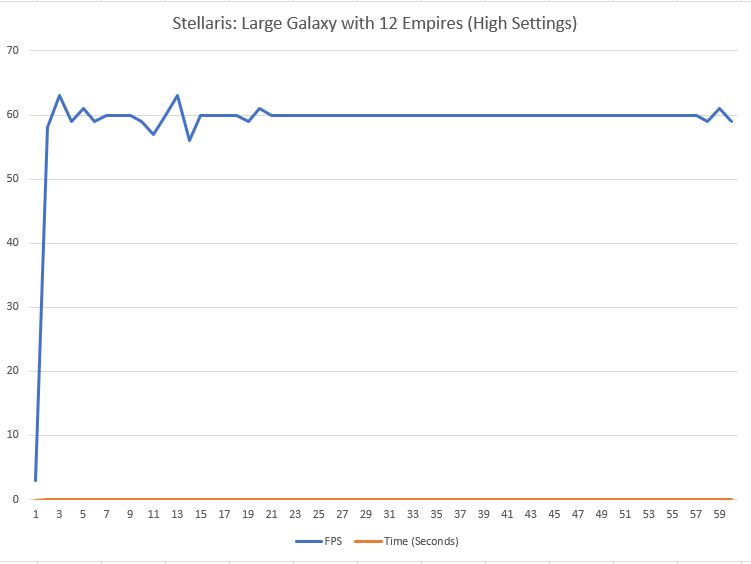 Stellaris: Large Galaxy with 12 Empires (High Settings)
70
60
50
40
30
20
10
0
1 3 5 7 9 11 13 15 17 19 21 23 25 27 29 31 33 35 37 39 41 43 45 47 49 51 53 55 57 59
FPS Time (Seconds)